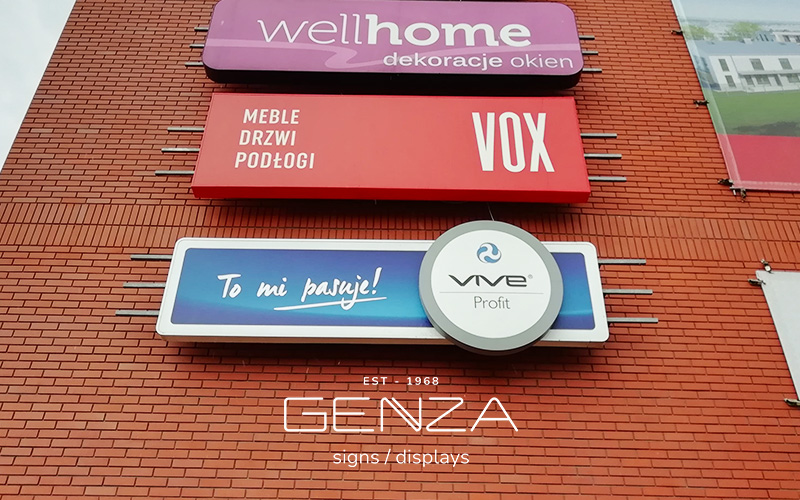 wellhome
dekoracje okien
MEBLE
DRZWI
PODŁOGI
VOX
To mi pasuje!
VIVE®
Profit
EST - 1968
GENZA
signs / displays